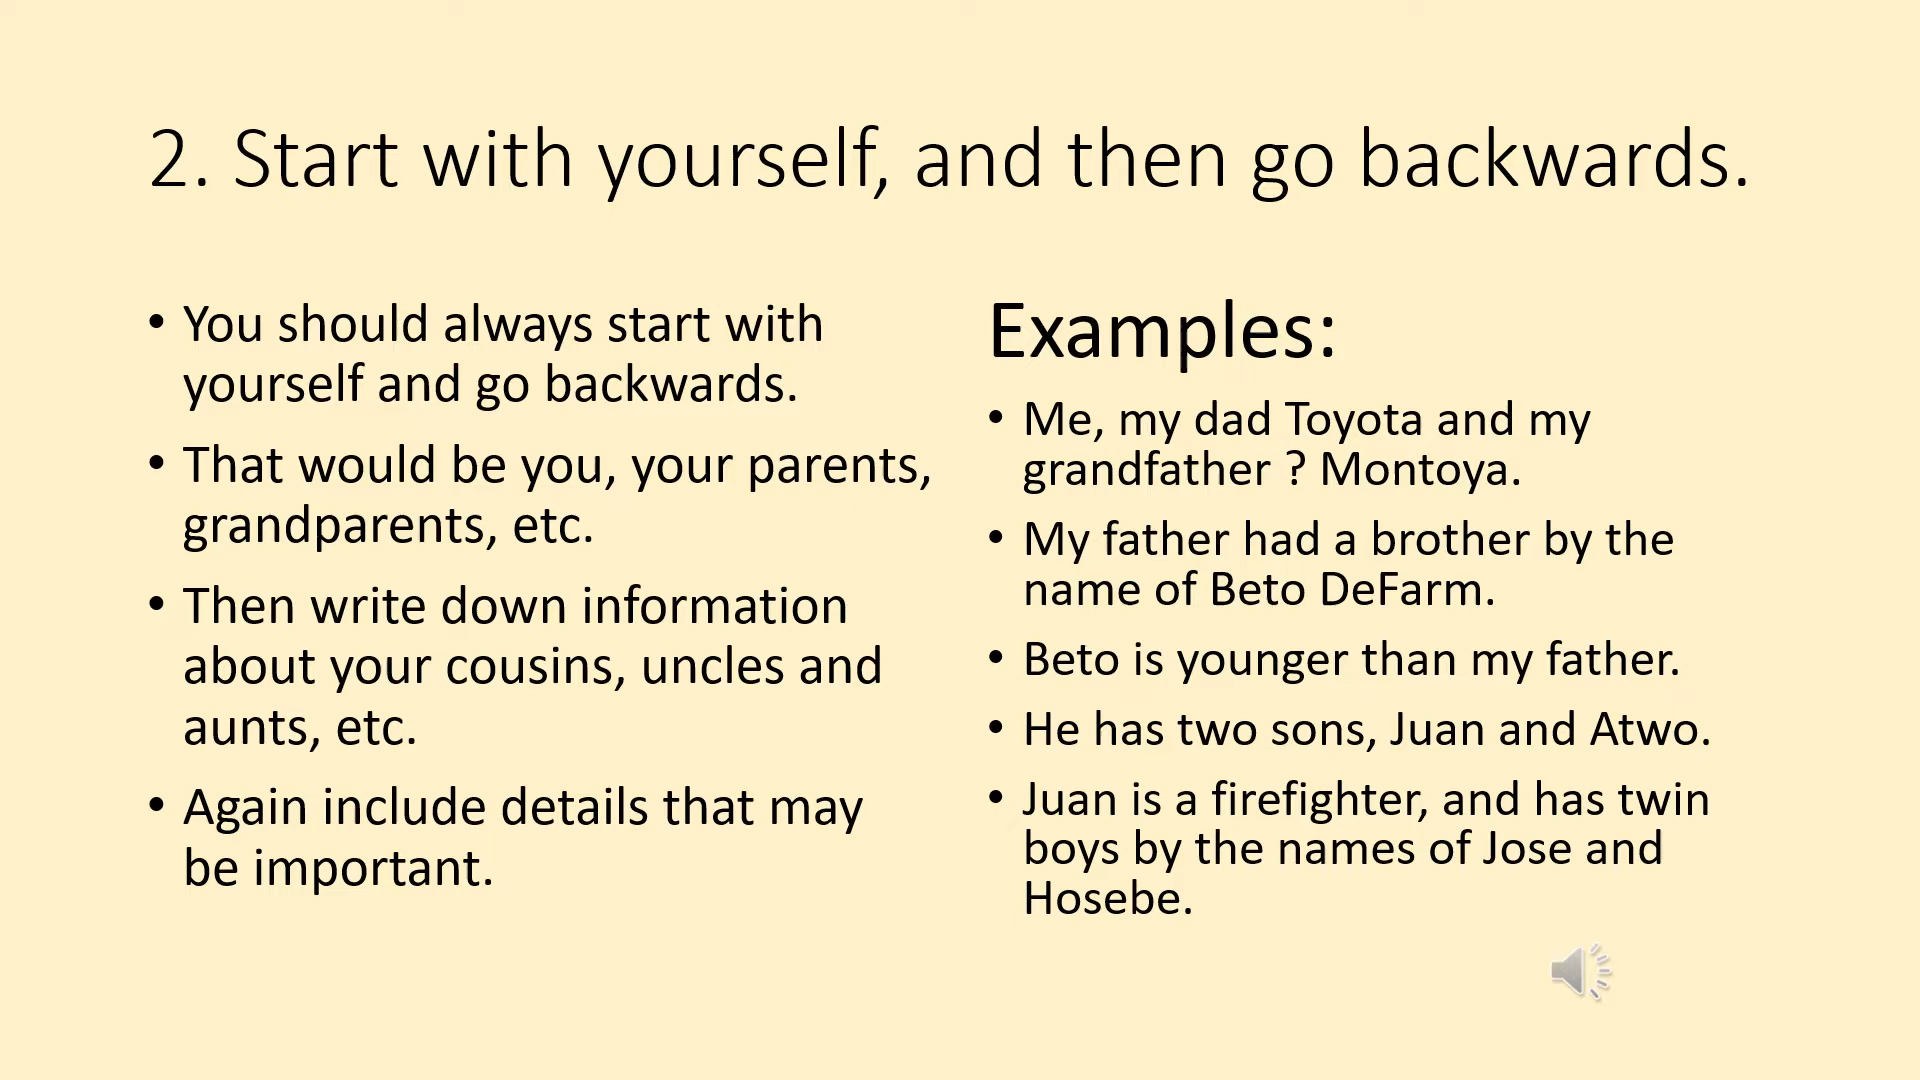 2. Start with yourself, and then go backwards.
• You should always start with
yourself and go backwards.
• That would be you, your parents,
grandparents, etc.
• Then write down information
about your cousins, uncles and
aunts, etc.
• Again include details that may
be important.
Examples:
• Me, my dad Toyota and my
grandfather ? Montoya.
• My father had a brother by the
name of Beto DeFarm.
• Beto is younger than my father.
• He has two sons, Juan and Atwo.
• Juan is a firefighter, and has twin
boys by the names of Jose and
Hosebe.